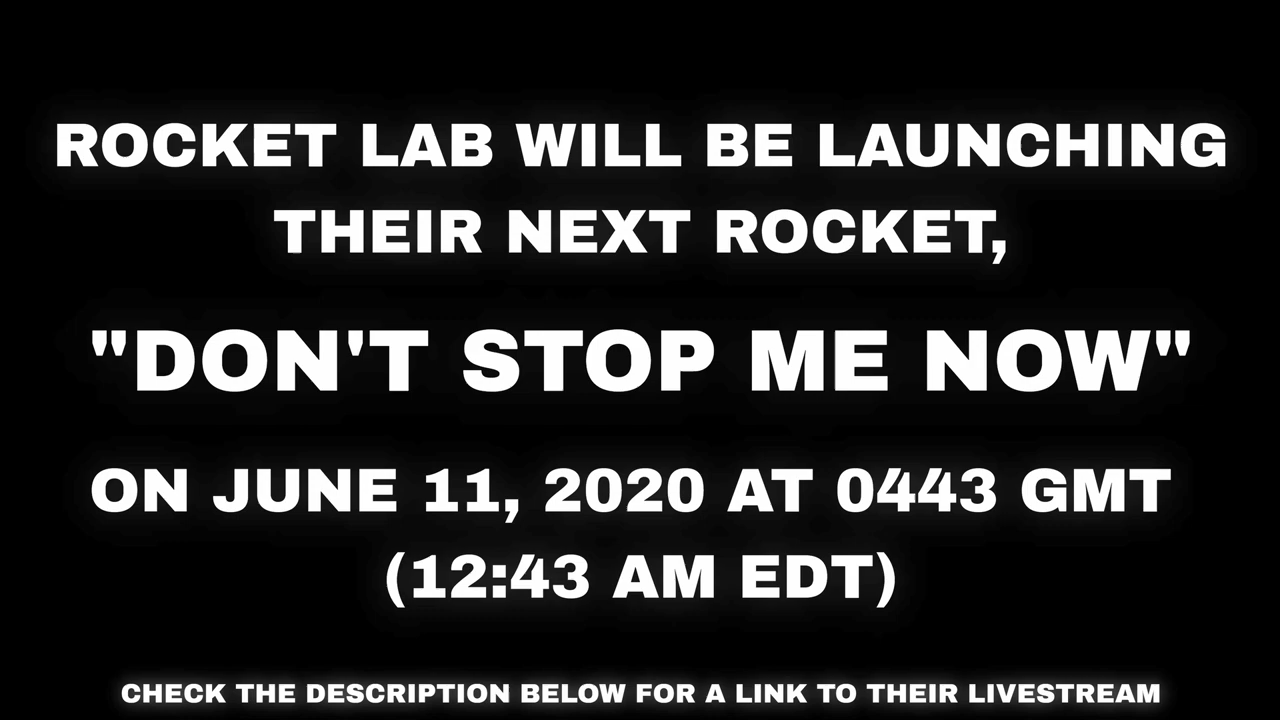 ROCKET LAB WILL BE LAUNCHING
THEIR NEXT ROCKET,
"DON'T STOP ME NOW"
ON JUNE 11, 2020 AT 0443 GMT
(12:43 AM EDT)
CHECK THE DESCRIPTION BELOW FOR A LINK TO THEIR LIVESTREAM